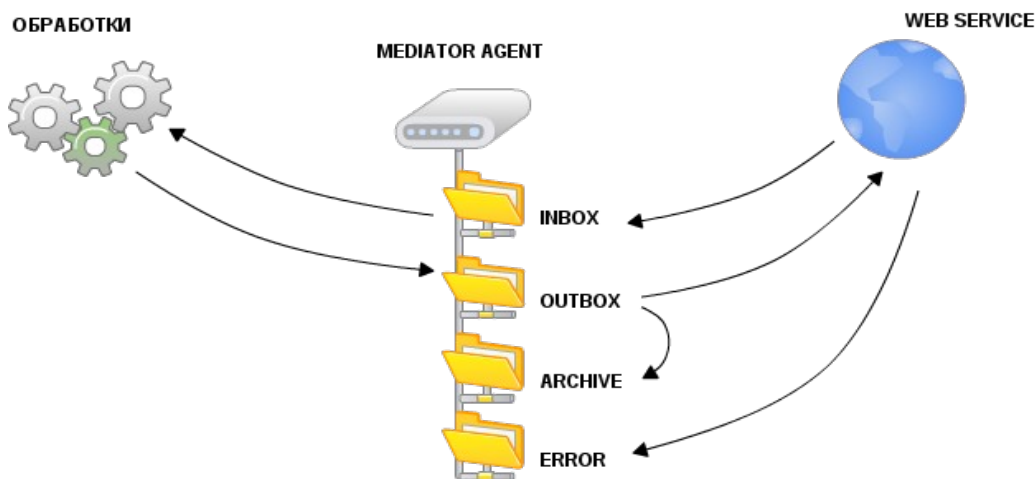 ОБРАБОТКИ
WEB SERVICE
MEDIATOR AGENT
INBOX
OUTBOX
ARCHIVE
ERROR